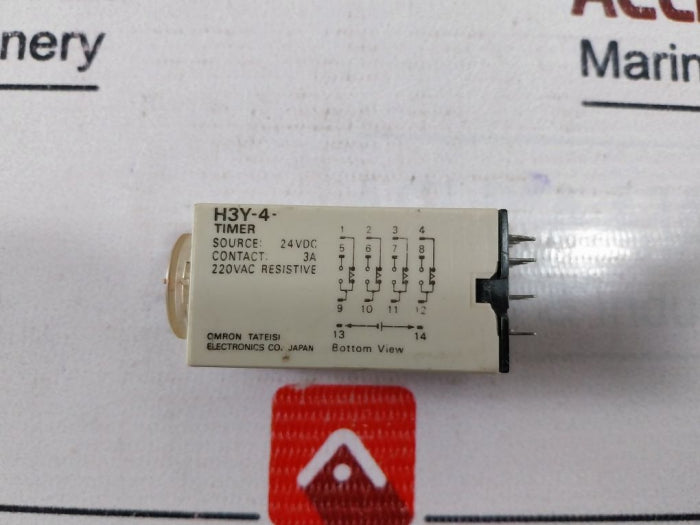 nery
ACC
Marin
H3Y-4-
TIMER
SOURCE: 24VDC
CONTACT: 3A
220VAC RESISTIVE
1 2 3 4
5 6 7 8
9 10 11 12
13 14
OMRON TATEISI
ELECTRONICS CO. JAPAN Bottom View